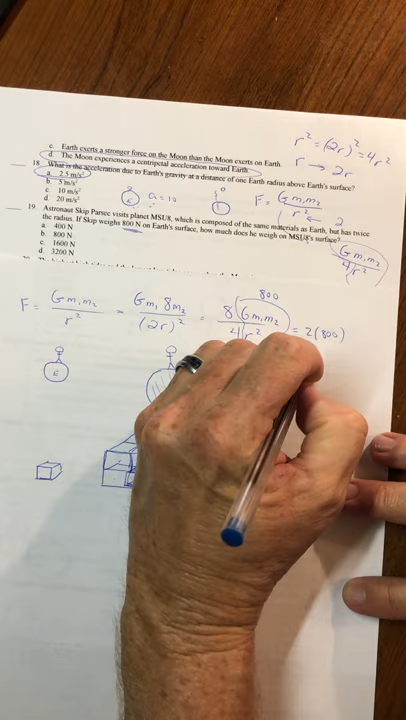 c. Earth exerts a stronger force on the Moon than the Moon exerts on Earth.
d. The Moon experiences a centripetal acceleration toward Earth.
18. What is the acceleration due to Earth's gravity at a distance of one Earth radius above Earth's surface?
a. 2.5 m/s²
b. 5 m/s²
c. 10 m/s²
d. 20 m/s²
r² = (2r)² = 4r²
r → 2r
F = Gm₁m₂ / r²
2
19. Astronaut Skip Parsec visits planet MSU8, which is composed of the same materials as Earth, but has twice
the radius. If Skip weighs 800 N on Earth's surface, how much does he weigh on MSU8's surface?
a. 400 N
b. 800 N
c. 1600 N
d. 3200 N
Gm₁m₂ / 4r²
800
F = Gm₁m₂ / r² = Gm₁8m₂ / (2r)² = 8(Gm₁m₂ / 4(r² = 2(800)
E